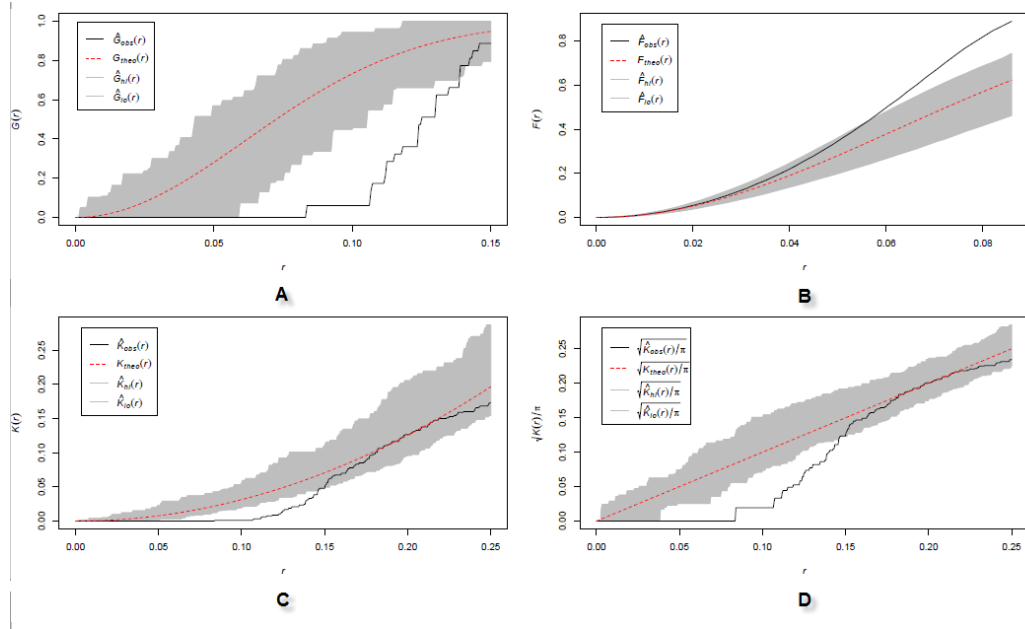 Ĝobs(r)
Gtheo(r)
Ĝhi(r)
Ĝlo(r)
G(r)
0.0 0.2 0.4 0.6 0.8 1.0
0.00 0.05 0.10 0.15
r
A
F̂obs(r)
Ftheo(r)
F̂hi(r)
F̂lo(r)
F(r)
0.0 0.2 0.4 0.6 0.8
0.00 0.02 0.04 0.06 0.08
r
B
K̂obs(r)
Ktheo(r)
K̂hi(r)
K̂lo(r)
K(r)
0.00 0.05 0.10 0.15 0.20 0.25
0.00 0.05 0.10 0.15 0.20 0.25
r
C
√K̂obs(r)/π
√Ktheo(r)/π
√K̂hi(r)/π
√K̂lo(r)/π
√K(r)/π
0.00 0.05 0.10 0.15 0.20 0.25
0.00 0.05 0.10 0.15 0.20 0.25
r
D